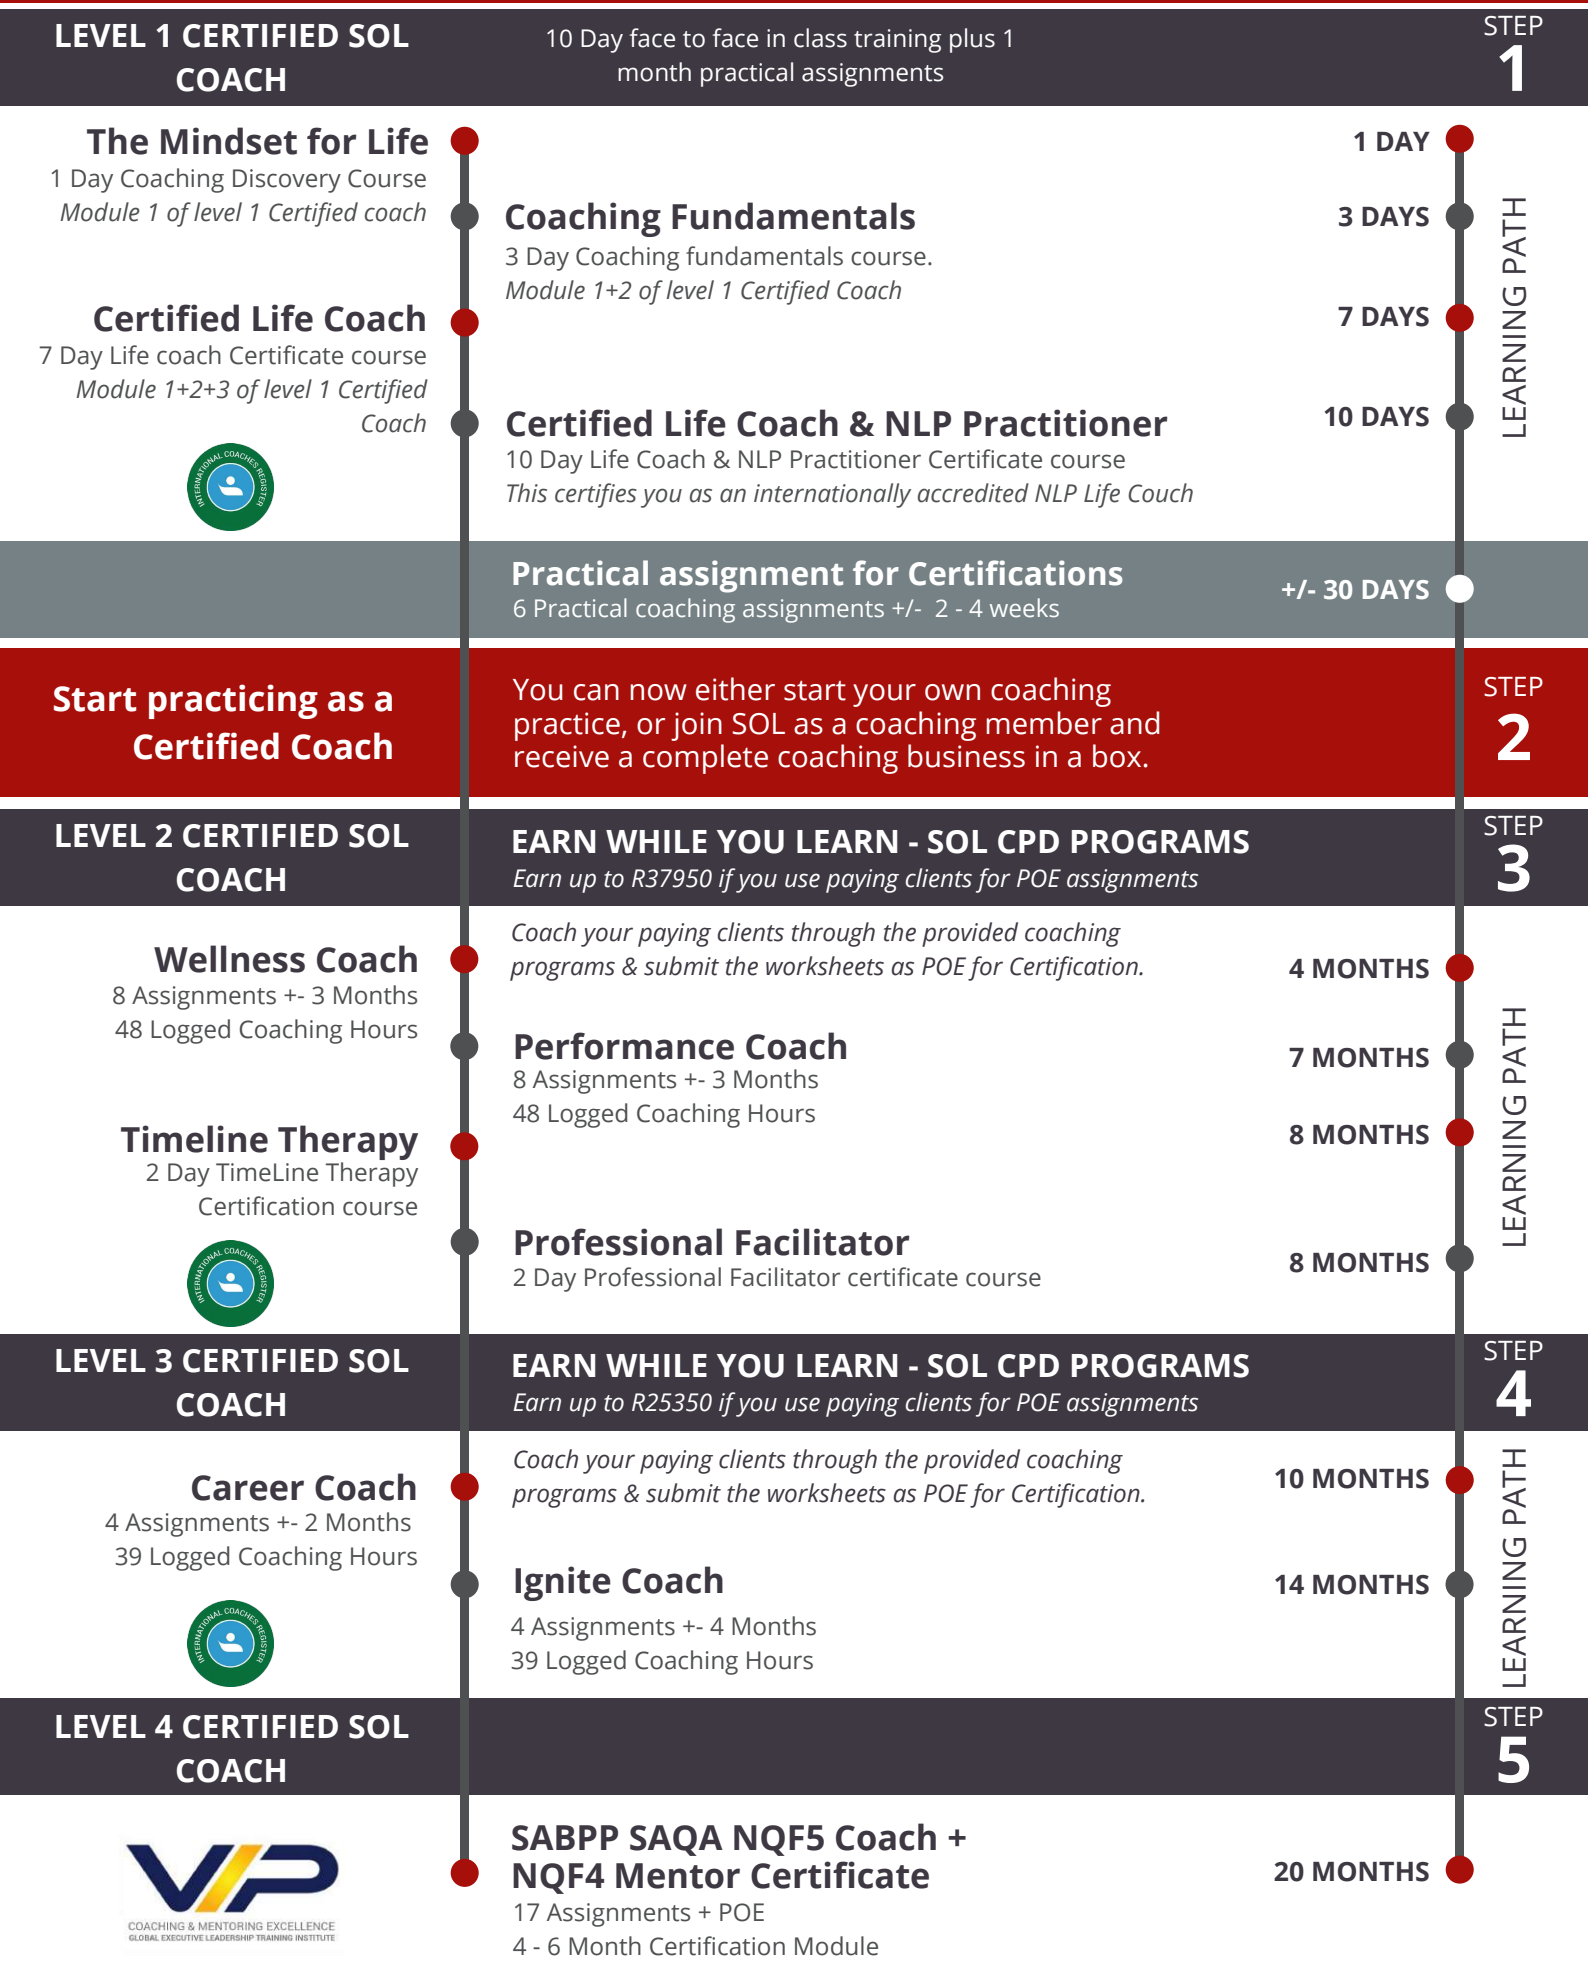 LEVEL 1 CERTIFIED SOL
COACH
10 Day face to face in class training plus 1
month practical assignments
STEP
1
The Mindset for Life
1 Day Coaching Discovery Course
Module 1 of level 1 Certified coach
1 DAY
Coaching Fundamentals
3 Day Coaching fundamentals course.
Module 1+2 of level 1 Certified Coach
3 DAYS
LEARNING PATH
Certified Life Coach
7 Day Life coach Certificate course
Module 1+2+3 of level 1 Certified
Coach
7 DAYS
INTERNATIONAL COACHES REGISTER
Certified Life Coach & NLP Practitioner
10 Day Life Coach & NLP Practitioner Certificate course
This certifies you as an internationally accredited NLP Life Couch
10 DAYS
Practical assignment for Certifications
6 Practical coaching assignments +/-  2 - 4 weeks
+/- 30 DAYS
Start practicing as a
Certified Coach
You can now either start your own coaching
practice, or join SOL as a coaching member and
receive a complete coaching business in a box.
STEP
2
LEVEL 2 CERTIFIED SOL
COACH
EARN WHILE YOU LEARN - SOL CPD PROGRAMS
Earn up to R37950 if you use paying clients for POE assignments
STEP
3
Coach your paying clients through the provided coaching
programs & submit the worksheets as POE for Certification.
Wellness Coach
8 Assignments +- 3 Months
48 Logged Coaching Hours
4 MONTHS
Performance Coach
8 Assignments +- 3 Months
48 Logged Coaching Hours
7 MONTHS
LEARNING PATH
Timeline Therapy
2 Day TimeLine Therapy
Certification course
8 MONTHS
INTERNATIONAL COACHES REGISTER
Professional Facilitator
2 Day Professional Facilitator certificate course
8 MONTHS
LEVEL 3 CERTIFIED SOL
COACH
EARN WHILE YOU LEARN - SOL CPD PROGRAMS
Earn up to R25350 if you use paying clients for POE assignments
STEP
4
Coach your paying clients through the provided coaching
programs & submit the worksheets as POE for Certification.
Career Coach
4 Assignments +- 2 Months
39 Logged Coaching Hours
10 MONTHS
LEARNING PATH
INTERNATIONAL COACHES REGISTER
Ignite Coach
4 Assignments +- 4 Months
39 Logged Coaching Hours
14 MONTHS
LEVEL 4 CERTIFIED SOL
COACH
STEP
5
VIP
COACHING & MENTORING EXCELLENCE
GLOBAL EXECUTIVE LEADERSHIP TRAINING INSTITUTE
SABPP SAQA NQF5 Coach +
NQF4 Mentor Certificate
17 Assignments + POE
4 - 6 Month Certification Module
20 MONTHS